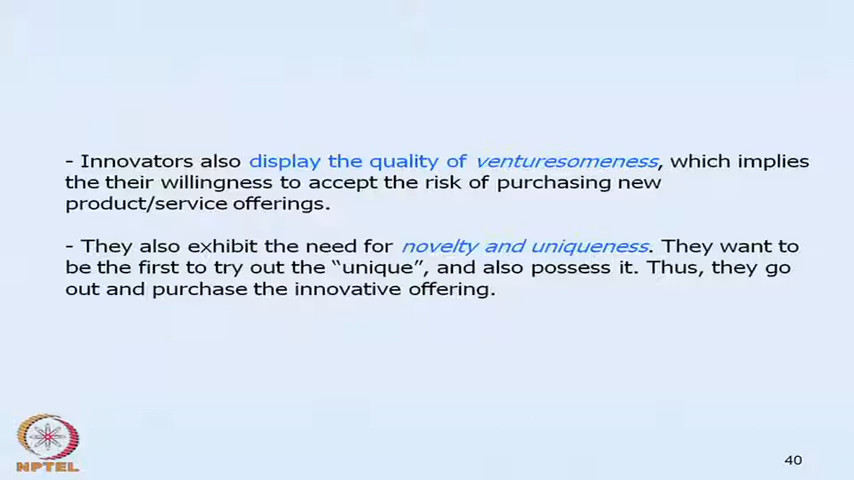 - Innovators also display the quality of venturesomeness, which implies
the their willingness to accept the risk of purchasing new
product/service offerings.
- They also exhibit the need for novelty and uniqueness. They want to
be the first to try out the “unique”, and also possess it. Thus, they go
out and purchase the innovative offering.
NPTEL
40